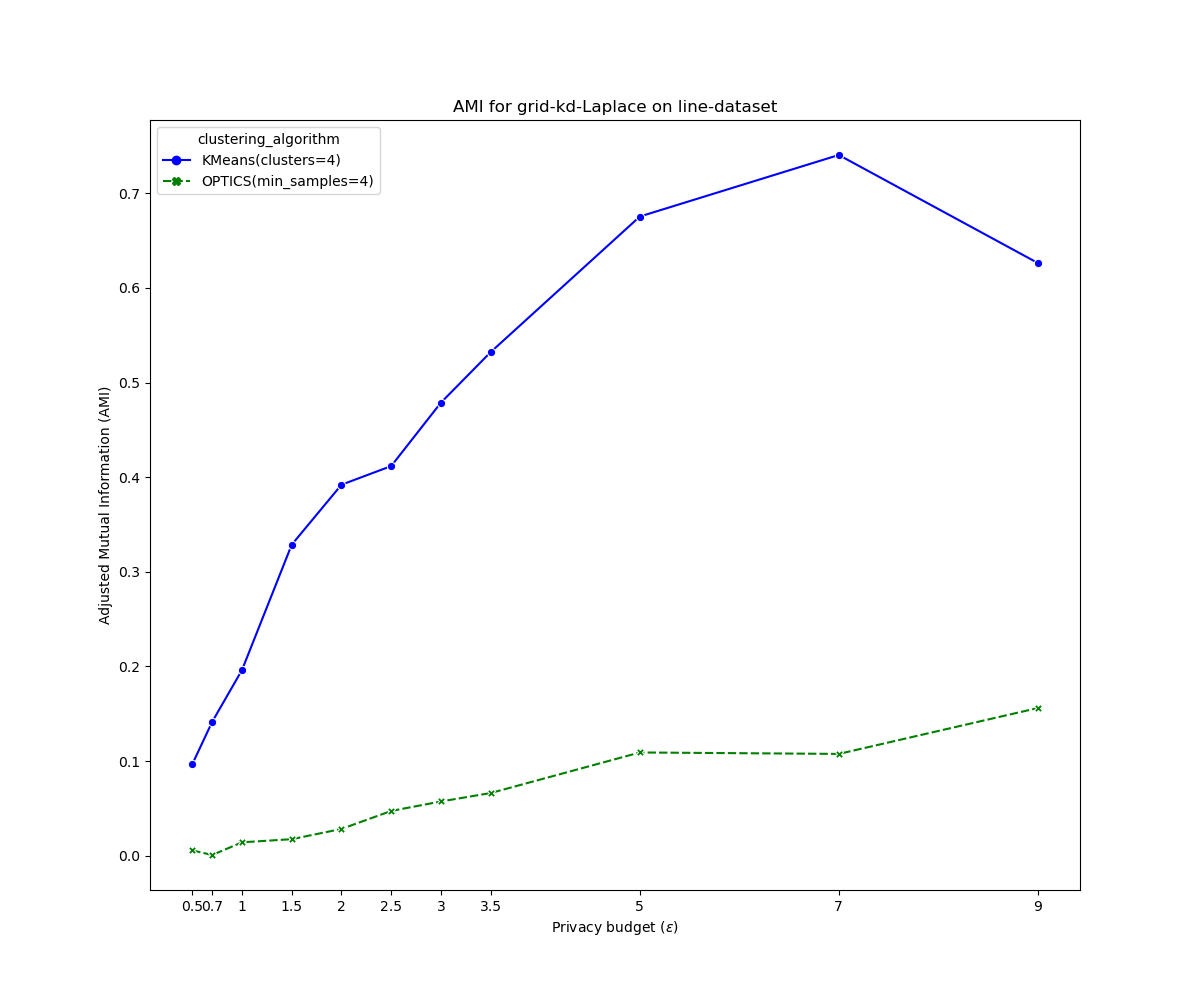 AMI for grid-kd-Laplace on line-dataset
clustering_algorithm
KMeans(clusters=4)
OPTICS(min_samples=4)
Adjusted Mutual Information (AMI)
0.7
0.6
0.5
0.4
0.3
0.2
0.1
0.0
0.5 0.7 1 1.5 2 2.5 3 3.5 5 7 9
Privacy budget (ε)